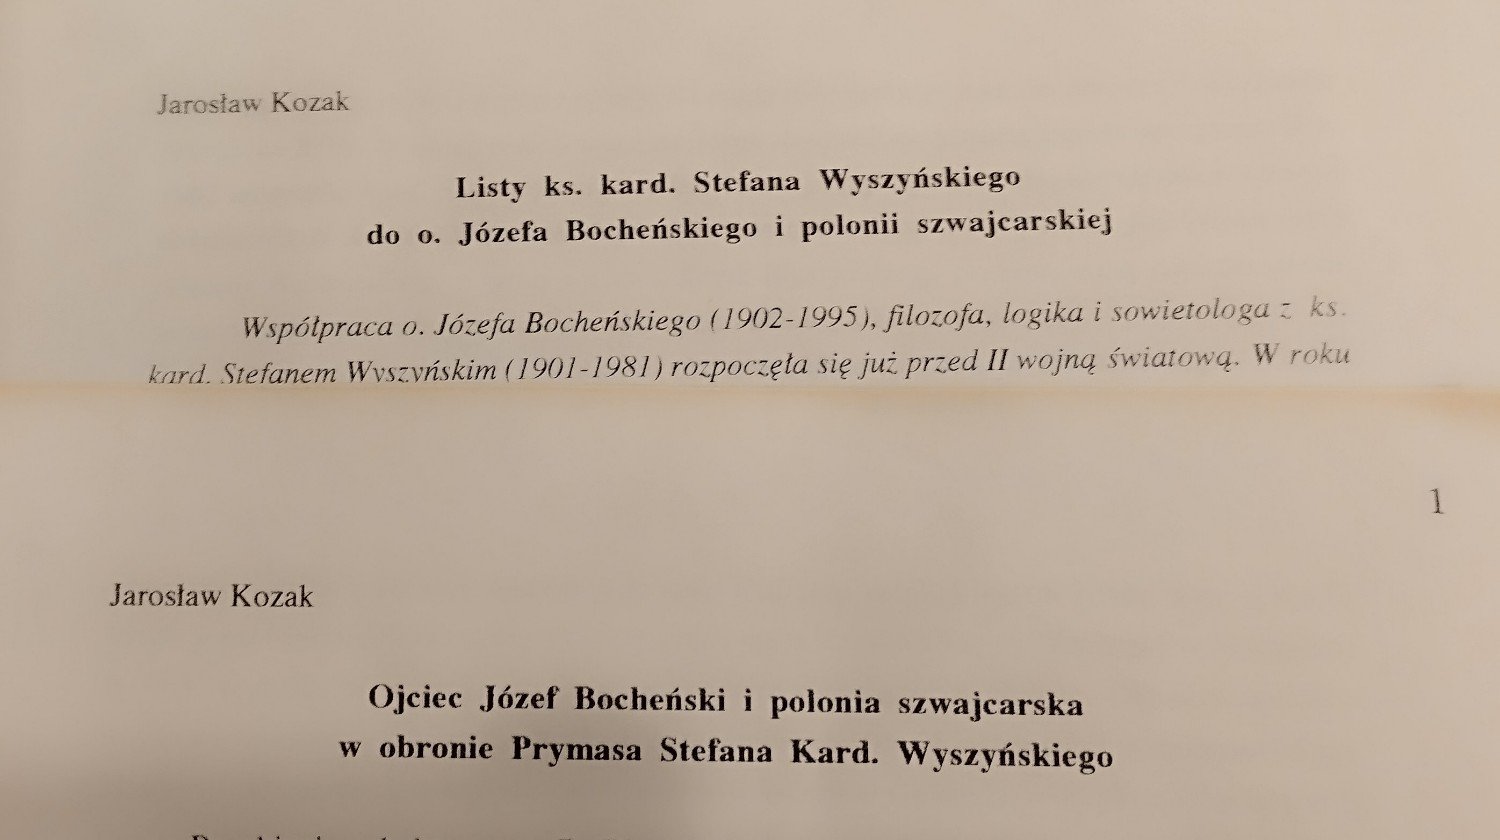 Jarosław Kozak
Listy ks. kard. Stefana Wyszyńskiego
do o. Józefa Bocheńskiego i polonii szwajcarskiej
Współpraca o. Józefa Bocheńskiego (1902-1995), filozofa, logika i sowietologa z ks.
kard. Stefanem Wyszyńskim (1901-1981) rozpoczęła się już przed II wojną światową. W roku
1
Jarosław Kozak
Ojciec Józef Bocheński i polonia szwajcarska
w obronie Prymasa Stefana Kard. Wyszyńskiego